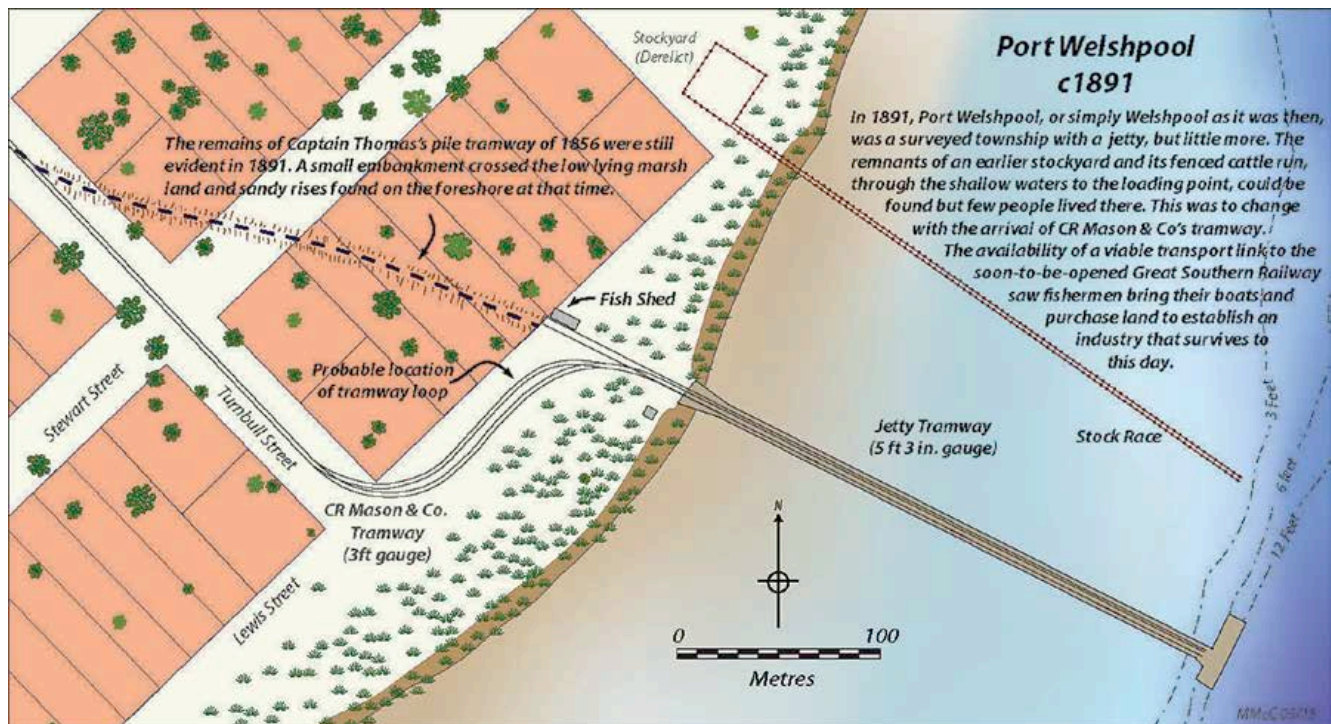 Port Welshpool
c1891
In 1891, Port Welshpool, or simply Welshpool as it was then,
was a surveyed township with a jetty, but little more. The
remnants of an earlier stockyard and its fenced cattle run,
through the shallow waters to the loading point, could be
found but few people lived there. This was to change
with the arrival of CR Mason & Co's tramway.
The availability of a viable transport link to the
soon-to-be-opened Great Southern Railway
saw fishermen bring their boats and
purchase land to establish an
industry that survives to
this day.
Stockyard
(Derelict)
The remains of Captain Thomas's pile tramway of 1856 were still
evident in 1891. A small embankment crossed the low lying marsh
land and sandy rises found on the foreshore at that time.
Fish Shed
Probable location
of tramway loop
Stewart Street
Turnbull Street
Lewis Street
CR Mason & Co.
Tramway
(3ft gauge)
Jetty Tramway
(5 ft 3 in. gauge)
Stock Race
3 Feet
6 feet
12 Feet
N
0 100
Metres